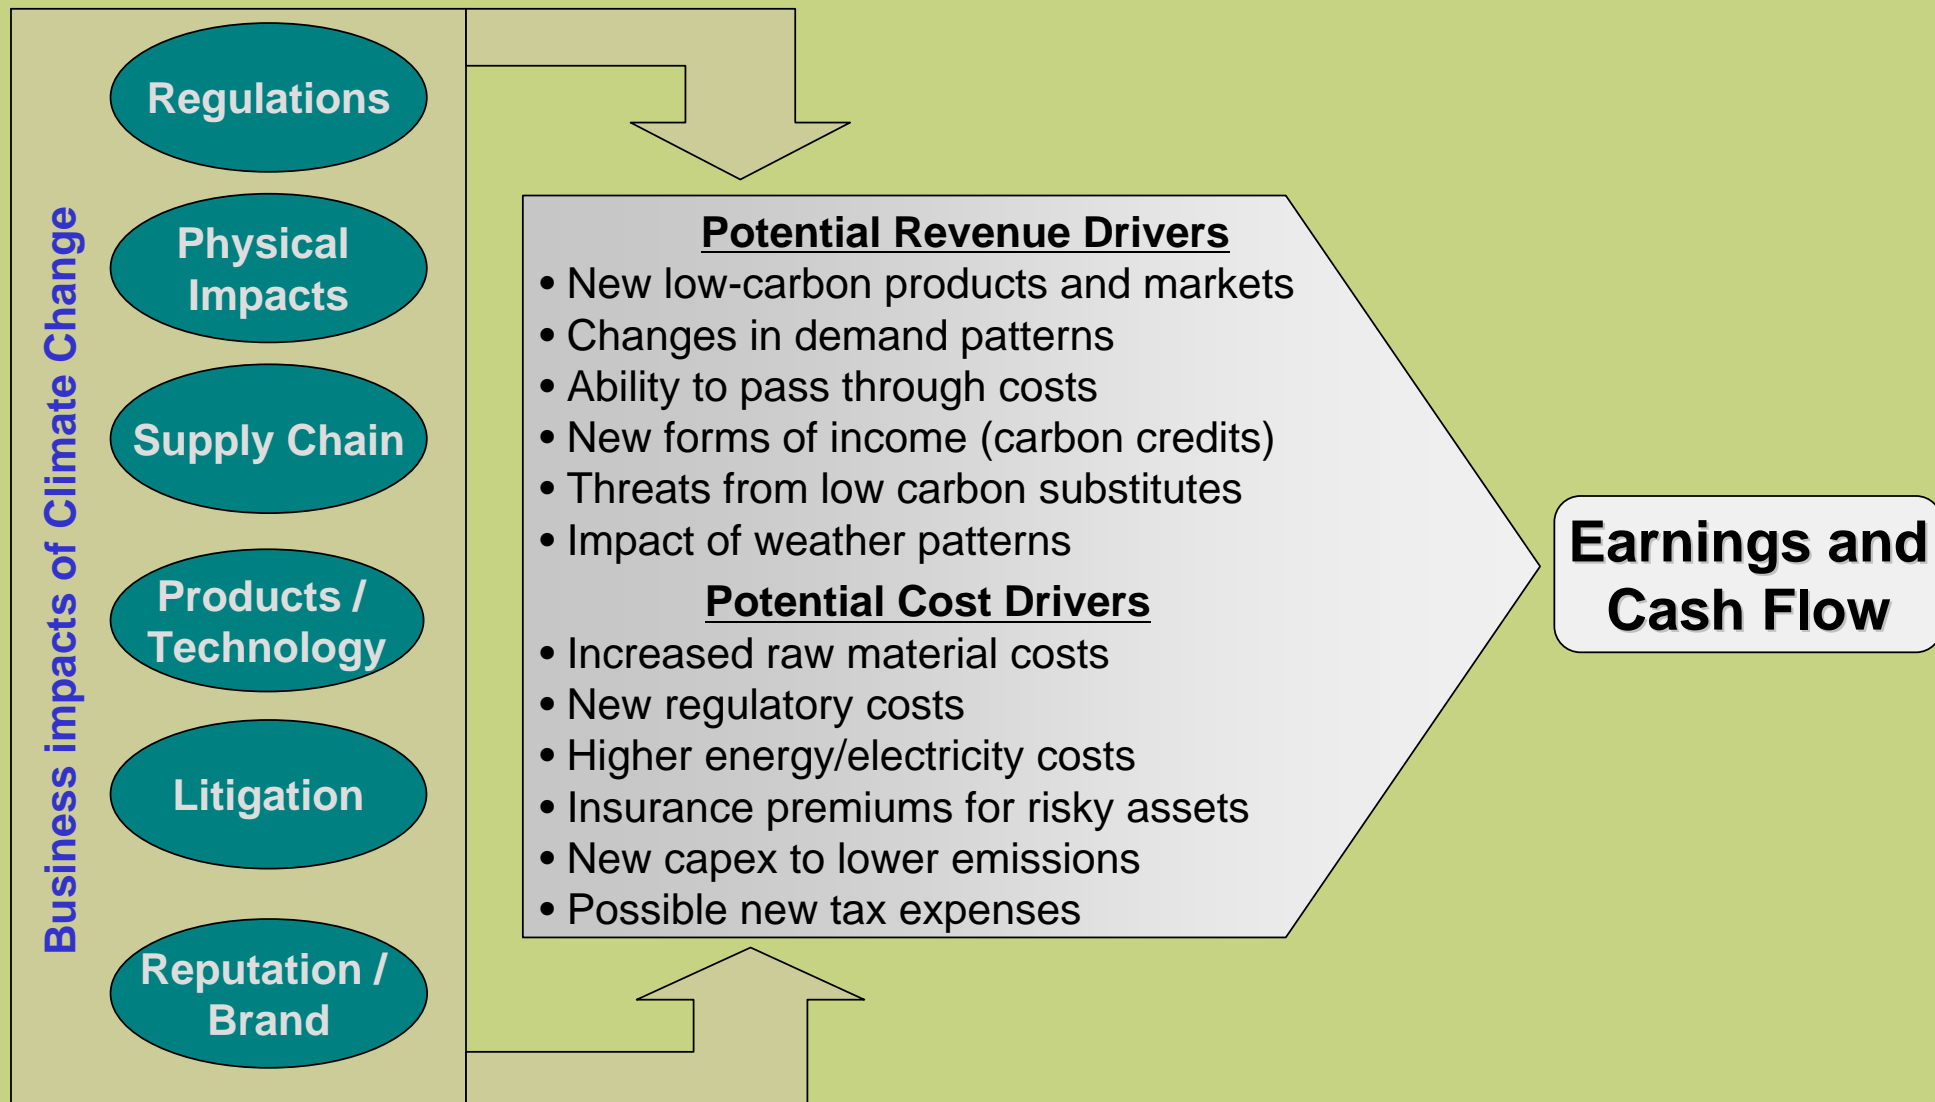 Business impacts of Climate Change
Regulations
Physical
Impacts
Supply Chain
Products /
Technology
Litigation
Reputation /
Brand
Potential Revenue Drivers
• New low-carbon products and markets
• Changes in demand patterns
• Ability to pass through costs
• New forms of income (carbon credits)
• Threats from low carbon substitutes
• Impact of weather patterns
Potential Cost Drivers
• Increased raw material costs
• New regulatory costs
• Higher energy/electricity costs
• Insurance premiums for risky assets
• New capex to lower emissions
• Possible new tax expenses
Earnings and
Cash Flow